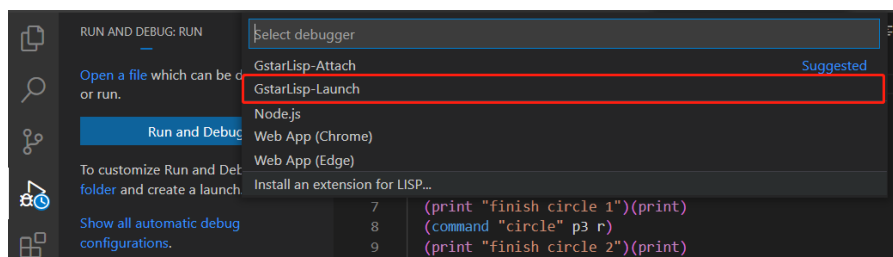 RUN AND DEBUG: RUN
Open a file which can be
or run.
Run and Debug
To customize Run and
folder and create a launch
Show all automatic debug
configurations.
Select debugger
GstarLisp-Attach Suggested
GstarLisp-Launch
Node.js
Web App (Chrome)
Web App (Edge)
Install an extension for LISP...
7 (print "finish circle 1")(print)
8 (command "circle" p3 r)
9 (print "finish circle 2")(print)